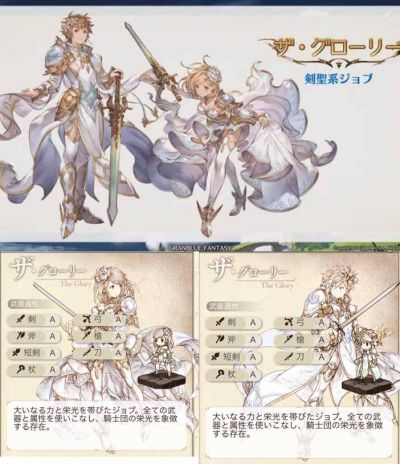 ザ・グローリー
剣聖系ジョブ
GRANBLUE FANTASY
ザ・グローリー
The Glory
武器適性
剣 A
弓 A
斧 A
槍 A
短剣 A
刀 A
杖 A
大いなる力と栄光を帯びたジョブ。全ての武
器と属性を使いこなし、騎士団の栄光を象徴
する存在。
ザ・グローリー
The Glory
武器適性
剣 A
弓 A
斧 A
槍 A
短剣 A
刀 A
杖 A
大いなる力と栄光を帯びたジョブ。全ての武
器と属性を使いこなし、騎士団の栄光を象徴
する存在。